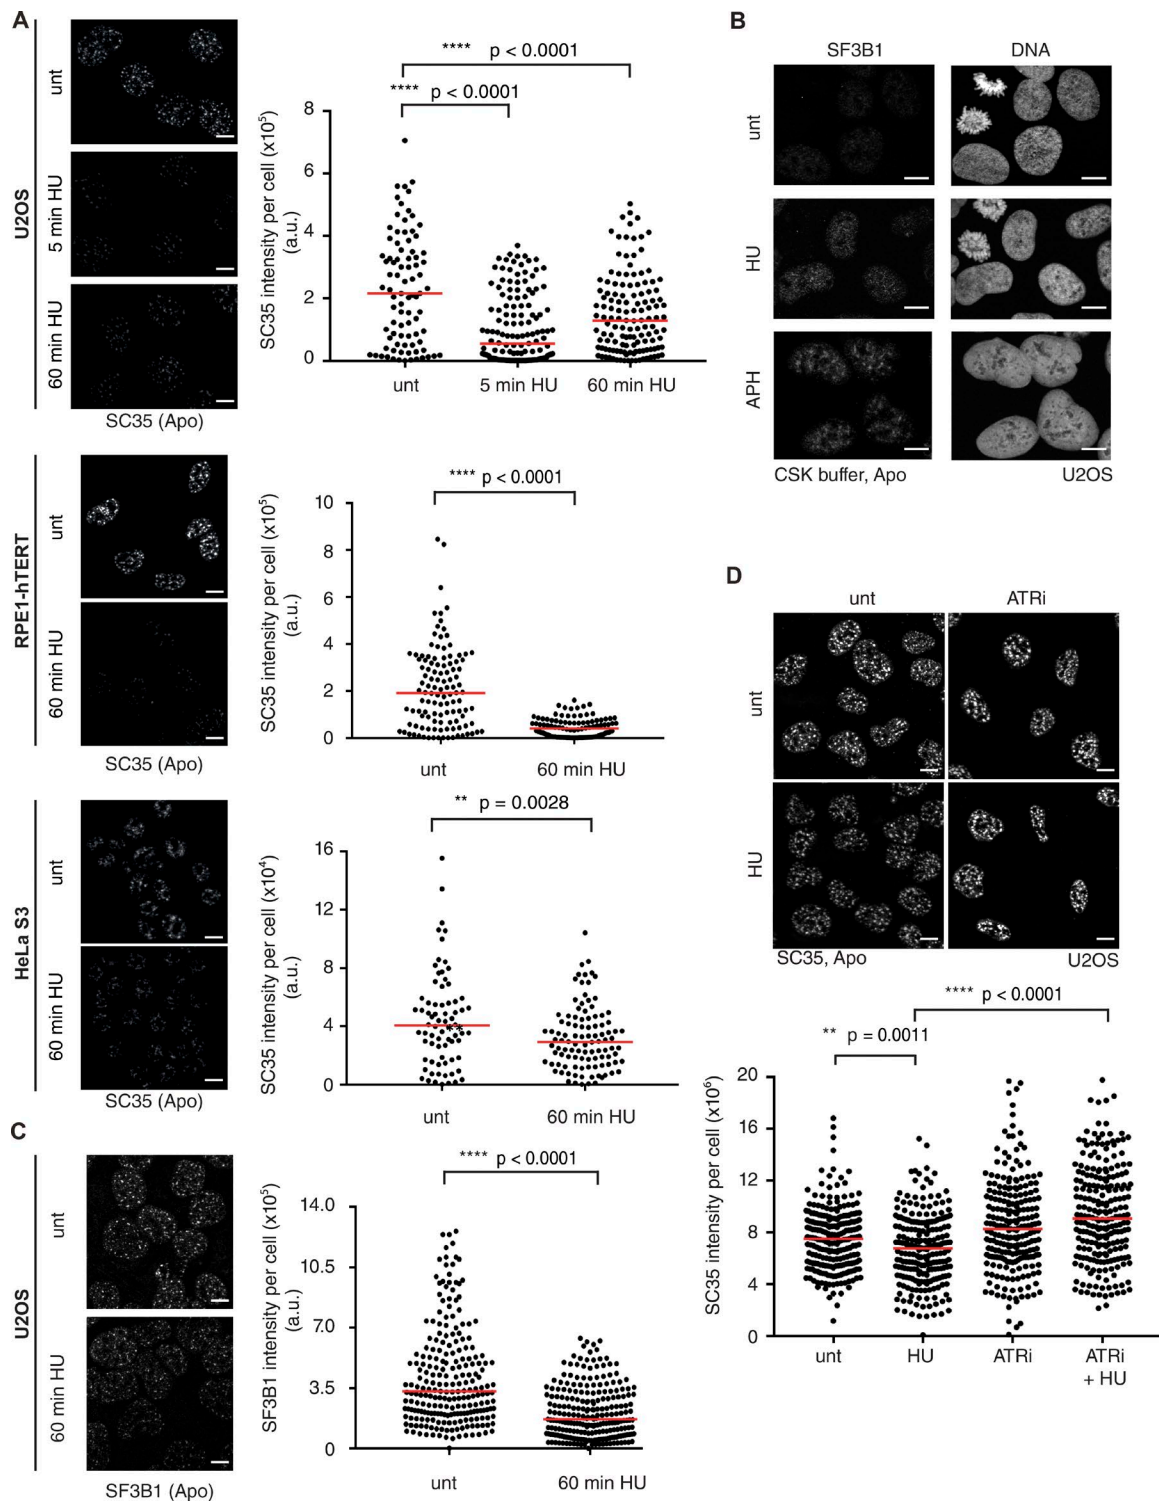 A
U2OS
unt
5 min HU
60 min HU
SC35 (Apo)
**** p < 0.0001
**** p < 0.0001
SC35 intensity per cell (x10⁵)
(a.u.)
8
6
4
2
0
unt 5 min HU 60 min HU
RPE1-hTERT
unt
60 min HU
SC35 (Apo)
**** p < 0.0001
SC35 intensity per cell (x10⁵)
(a.u.)
10
8
6
4
2
0
unt 60 min HU
HeLa S3
unt
60 min HU
SC35 (Apo)
** p = 0.0028
SC35 intensity per cell (x10⁴)
(a.u.)
16
12
8
4
0
**
unt 60 min HU
B
SF3B1 DNA
unt
HU
APH
CSK buffer, Apo U2OS
C
U2OS
unt
60 min HU
SF3B1 (Apo)
**** p < 0.0001
SF3B1 intensity per cell (x10⁵)
(a.u.)
14.0
10.5
7.0
3.5
0
unt 60 min HU
D
unt ATRi
unt
HU
SC35, Apo U2OS
**** p < 0.0001
** p = 0.0011
SC35 intensity per cell (x10⁶)
20
16
12
8
4
0
unt HU ATRi ATRi
+ HU